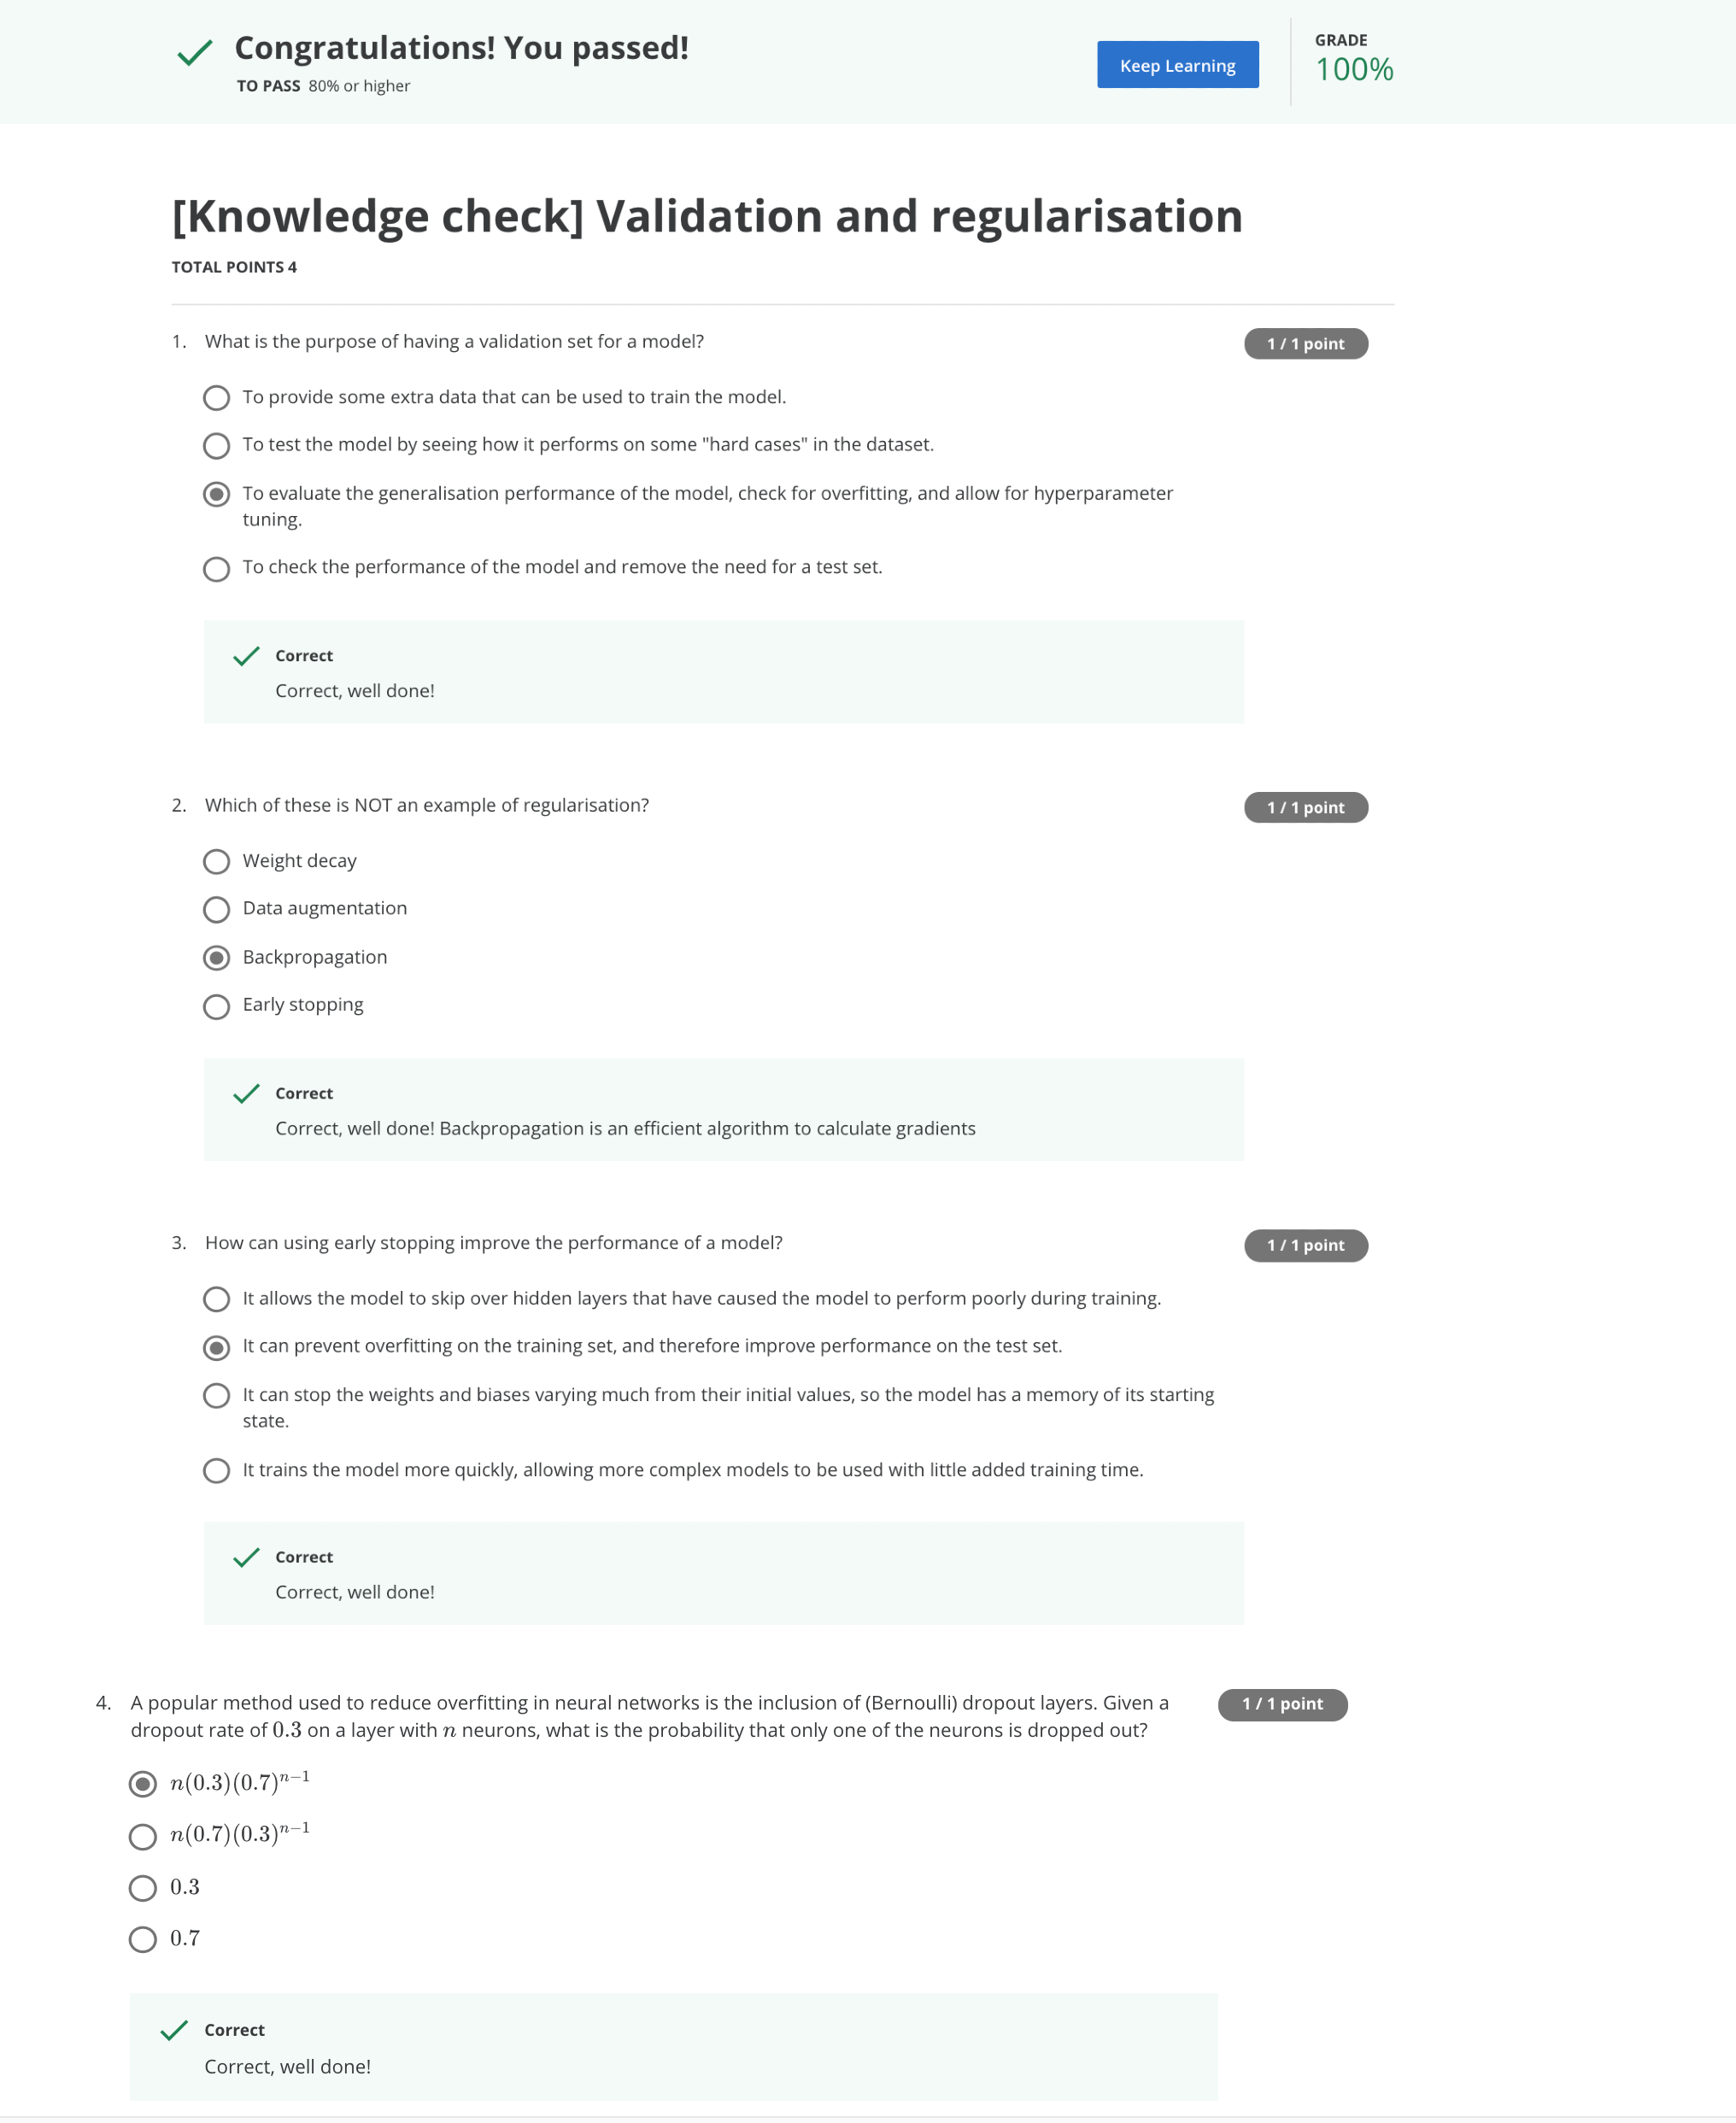 Congratulations! You passed!
TO PASS 80% or higher
Keep Learning
GRADE
100%
[Knowledge check] Validation and regularisation
TOTAL POINTS 4
1. What is the purpose of having a validation set for a model?
1 / 1 point
To provide some extra data that can be used to train the model.
To test the model by seeing how it performs on some "hard cases" in the dataset.
To evaluate the generalisation performance of the model, check for overfitting, and allow for hyperparameter
tuning.
To check the performance of the model and remove the need for a test set.
Correct
Correct, well done!
2. Which of these is NOT an example of regularisation?
1 / 1 point
Weight decay
Data augmentation
Backpropagation
Early stopping
Correct
Correct, well done! Backpropagation is an efficient algorithm to calculate gradients
3. How can using early stopping improve the performance of a model?
1 / 1 point
It allows the model to skip over hidden layers that have caused the model to perform poorly during training.
It can prevent overfitting on the training set, and therefore improve performance on the test set.
It can stop the weights and biases varying much from their initial values, so the model has a memory of its starting
state.
It trains the model more quickly, allowing more complex models to be used with little added training time.
Correct
Correct, well done!
4. A popular method used to reduce overfitting in neural networks is the inclusion of (Bernoulli) dropout layers. Given a
1 / 1 point
dropout rate of 0.3 on a layer with n neurons, what is the probability that only one of the neurons is dropped out?
n(0.3)(0.7)^{n−1}
n(0.7)(0.3)^{n−1}
0.3
0.7
Correct
Correct, well done!